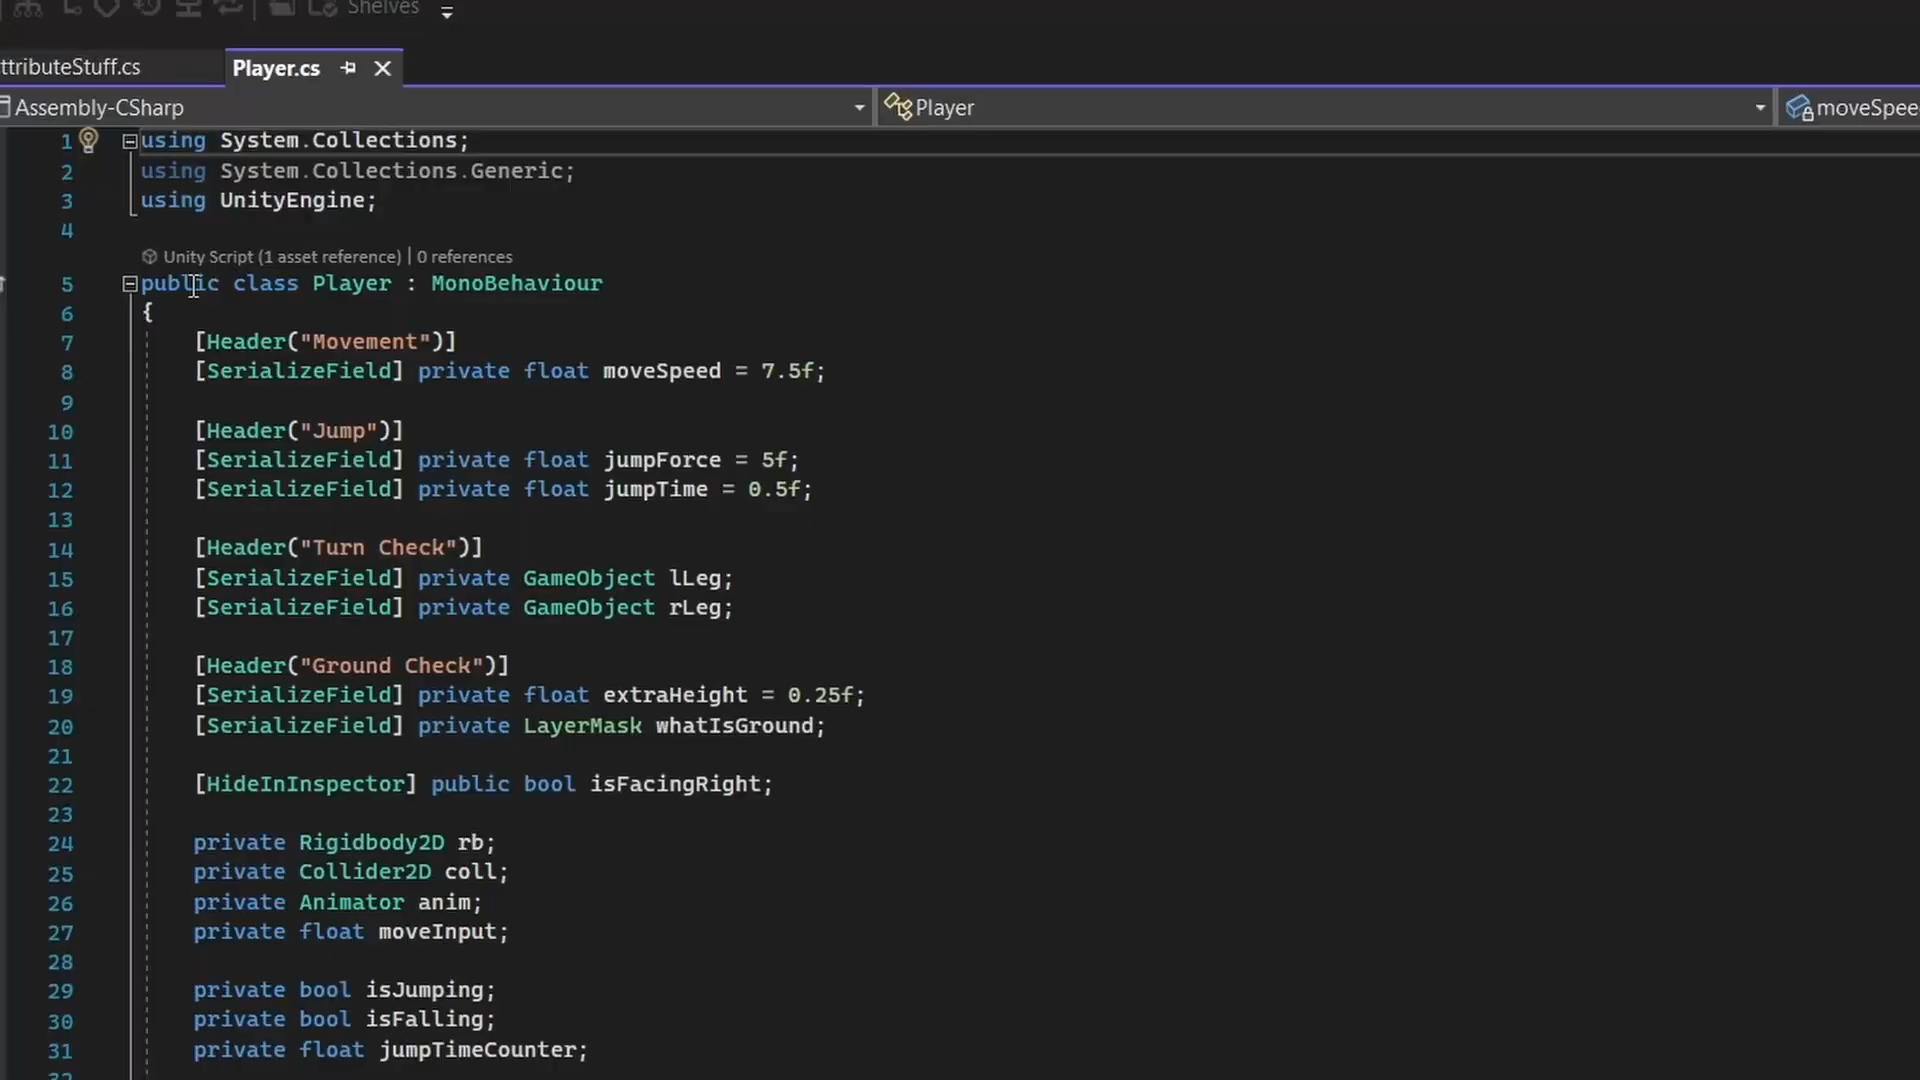 Shelves
ttributeStuff.cs
Player.cs
Assembly-CSharp
Player
moveSpee
1 using System.Collections;
2 using System.Collections.Generic;
3 using UnityEngine;
4
Unity Script (1 asset reference) | 0 references
5 public class Player : MonoBehaviour
6 {
7 [Header("Movement")]
8 [SerializeField] private float moveSpeed = 7.5f;
9
10 [Header("Jump")]
11 [SerializeField] private float jumpForce = 5f;
12 [SerializeField] private float jumpTime = 0.5f;
13
14 [Header("Turn Check")]
15 [SerializeField] private GameObject lLeg;
16 [SerializeField] private GameObject rLeg;
17
18 [Header("Ground Check")]
19 [SerializeField] private float extraHeight = 0.25f;
20 [SerializeField] private LayerMask whatIsGround;
21
22 [HideInInspector] public bool isFacingRight;
23
24 private Rigidbody2D rb;
25 private Collider2D coll;
26 private Animator anim;
27 private float moveInput;
28
29 private bool isJumping;
30 private bool isFalling;
31 private float jumpTimeCounter;
32